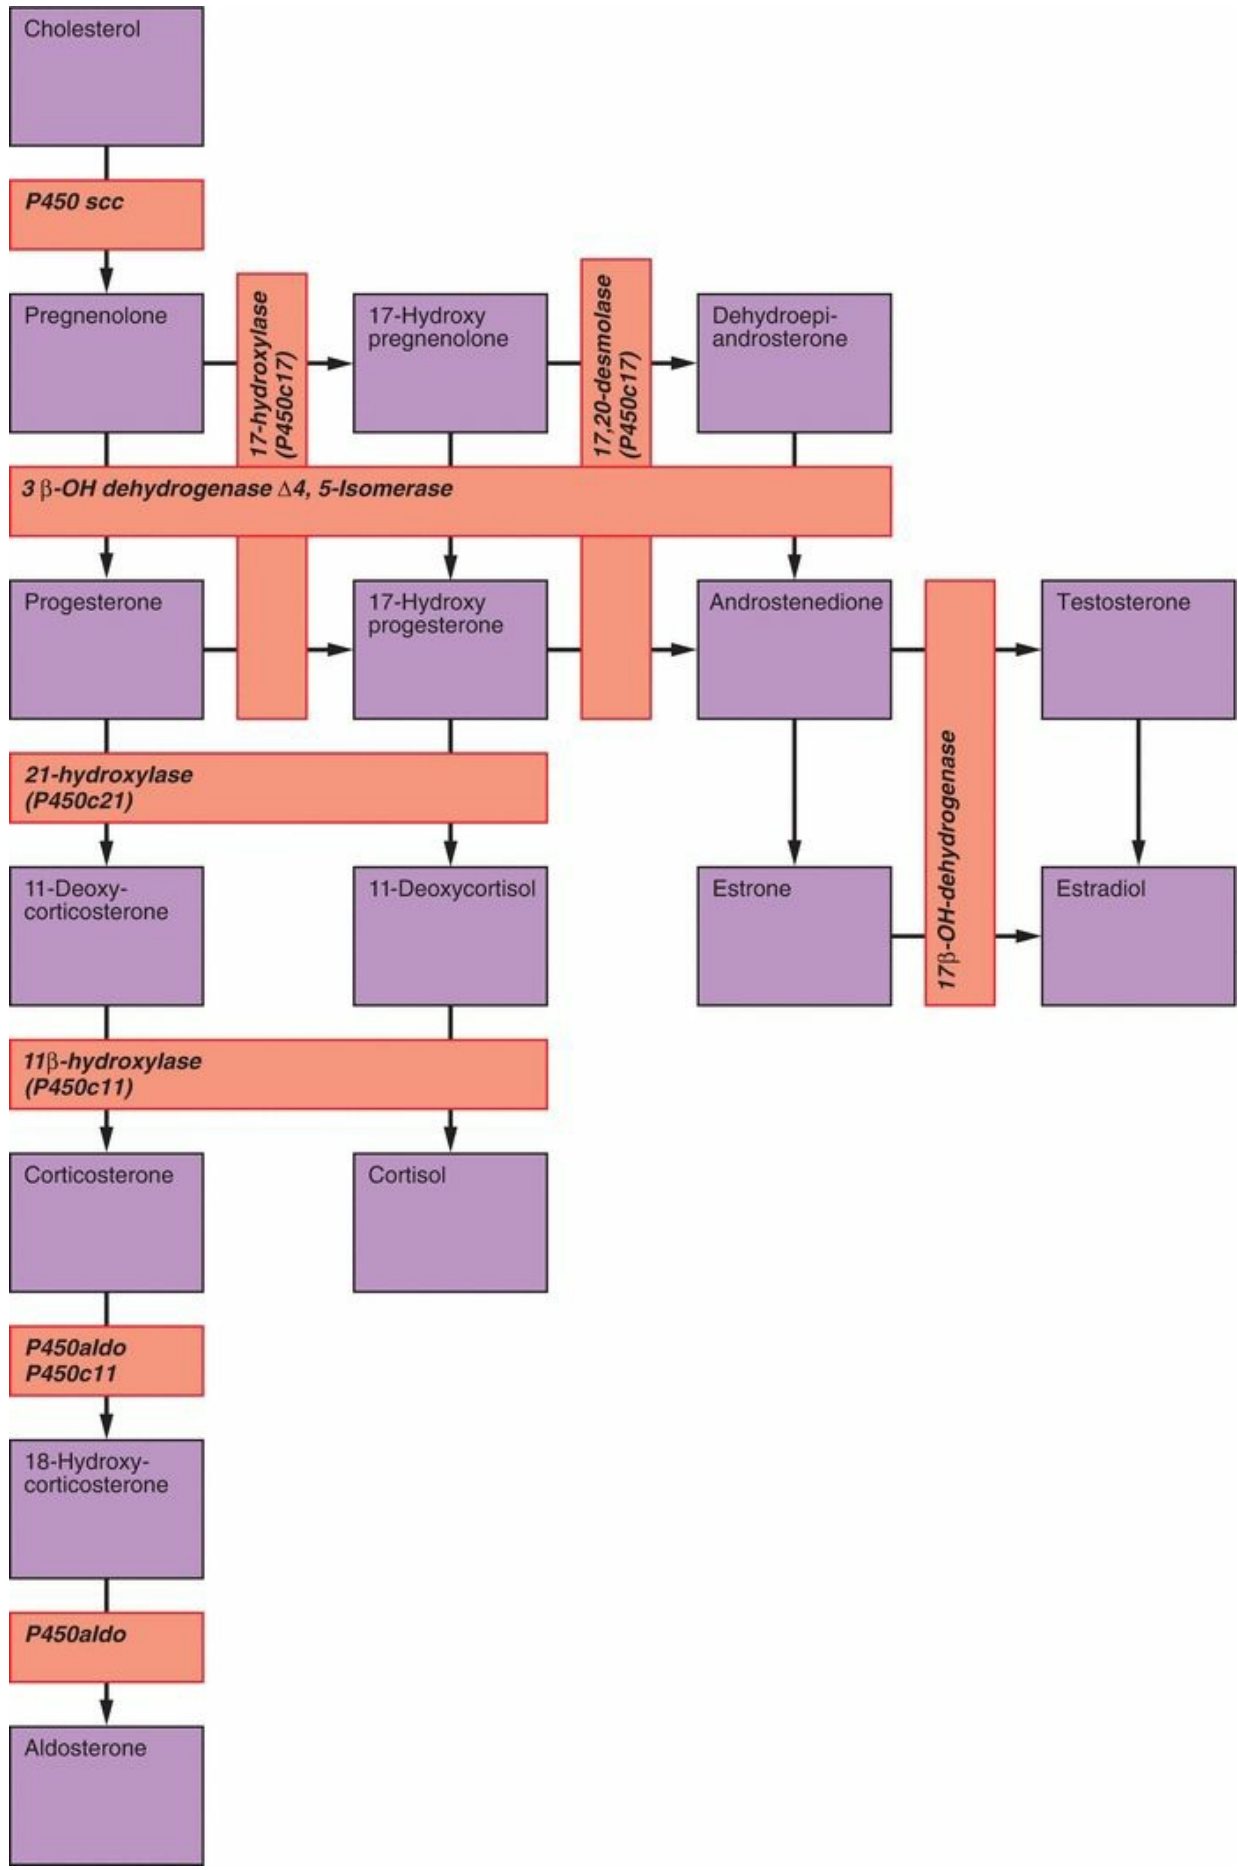 Cholesterol
P450 scc
Pregnenolone
17-hydroxylase
(P450c17)
17-Hydroxy
pregnenolone
17,20-desmolase
(P450c17)
Dehydroepi-
androsterone
3 β-OH dehydrogenase Δ4, 5-Isomerase
Progesterone
17-Hydroxy
progesterone
Androstenedione
Testosterone
21-hydroxylase
(P450c21)
17β-OH-dehydrogenase
11-Deoxy-
corticosterone
11-Deoxycortisol
Estrone
Estradiol
11β-hydroxylase
(P450c11)
Corticosterone
Cortisol
P450aldo
P450c11
18-Hydroxy-
corticosterone
P450aldo
Aldosterone